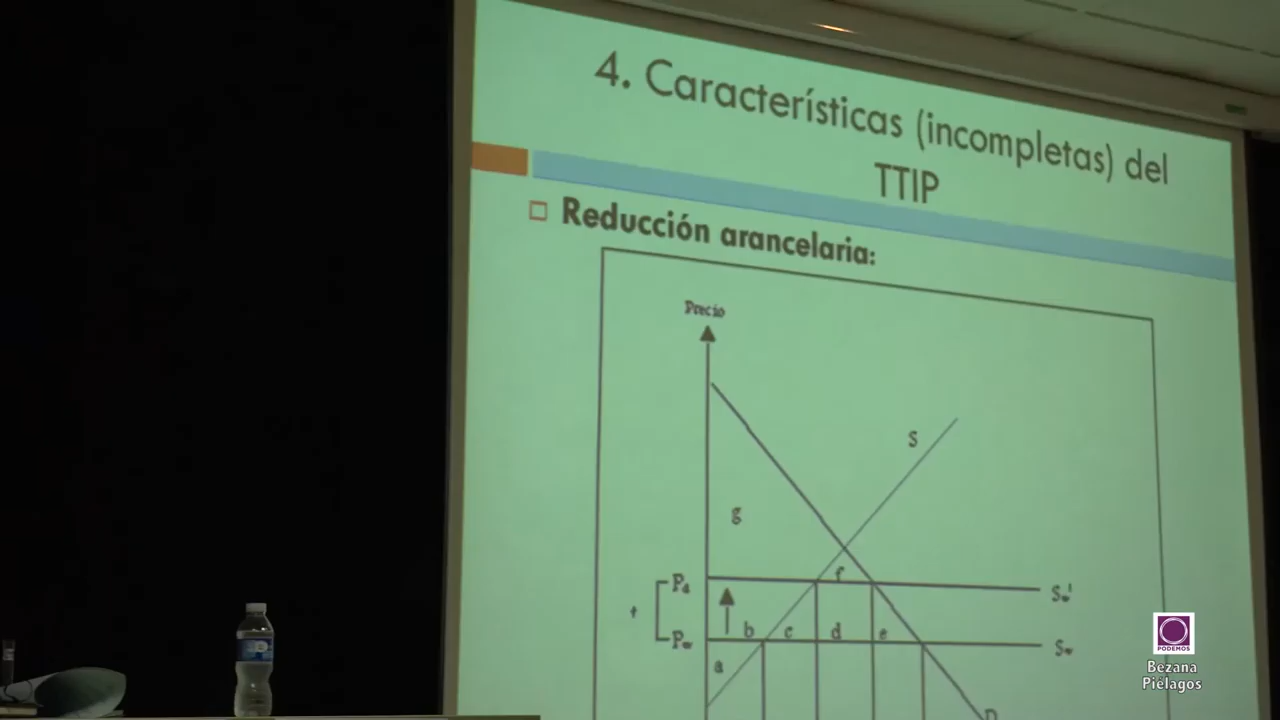 4. Características (incompletas) del
TTIP
Reducción arancelaria:
Precio
S
g
f
Pd
Sw'
t
b
c
d
e
Pw
Sw
a
D
PODEMOS
Bezana
Piélagos